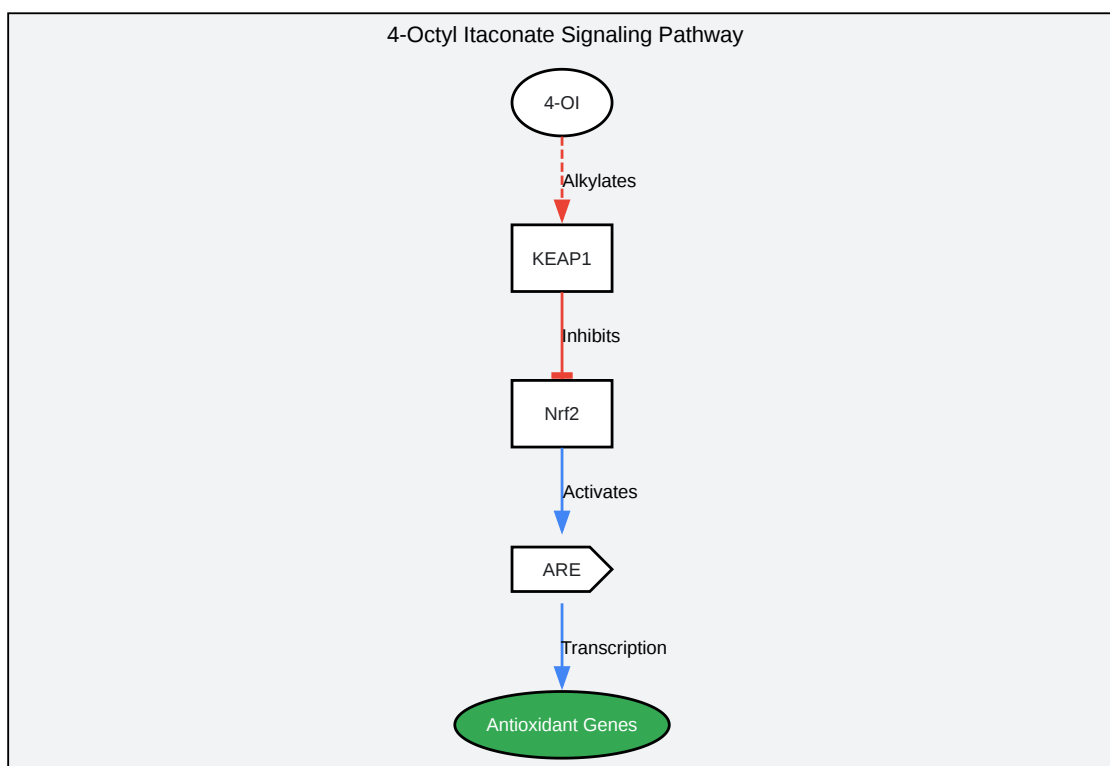 4-Octyl Itaconate Signaling Pathway
4-OI
Alkylates
KEAP1
Inhibits
Nrf2
Activates
ARE
Transcription
Antioxidant Genes